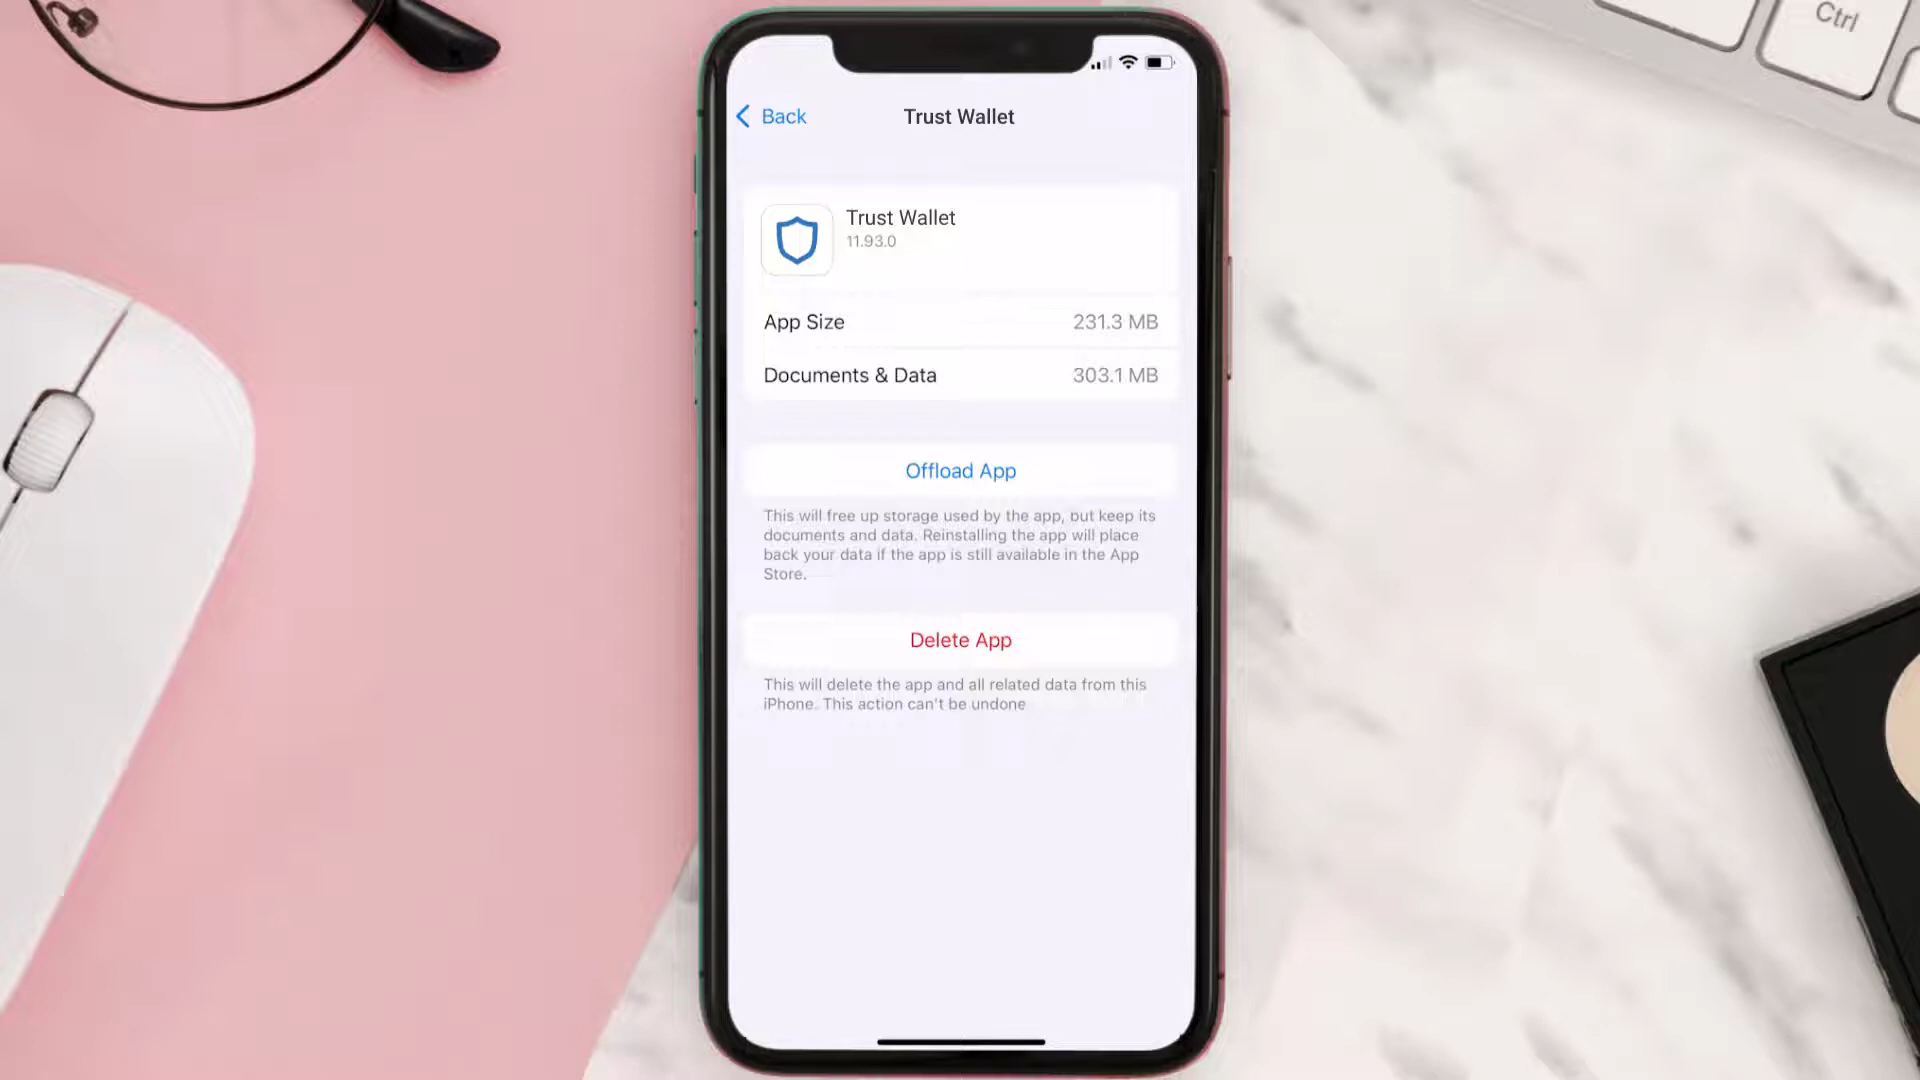 Ctrl
Back
Trust Wallet
Trust Wallet
11.93.0
App Size
231.3 MB
Documents & Data
303.1 MB
Offload App
This will free up storage used by the app, but keep its
documents and data. Reinstalling the app will place
back your data if the app is still available in the App
Store.
Delete App
This will delete the app and all related data from this
iPhone. This action can't be undone